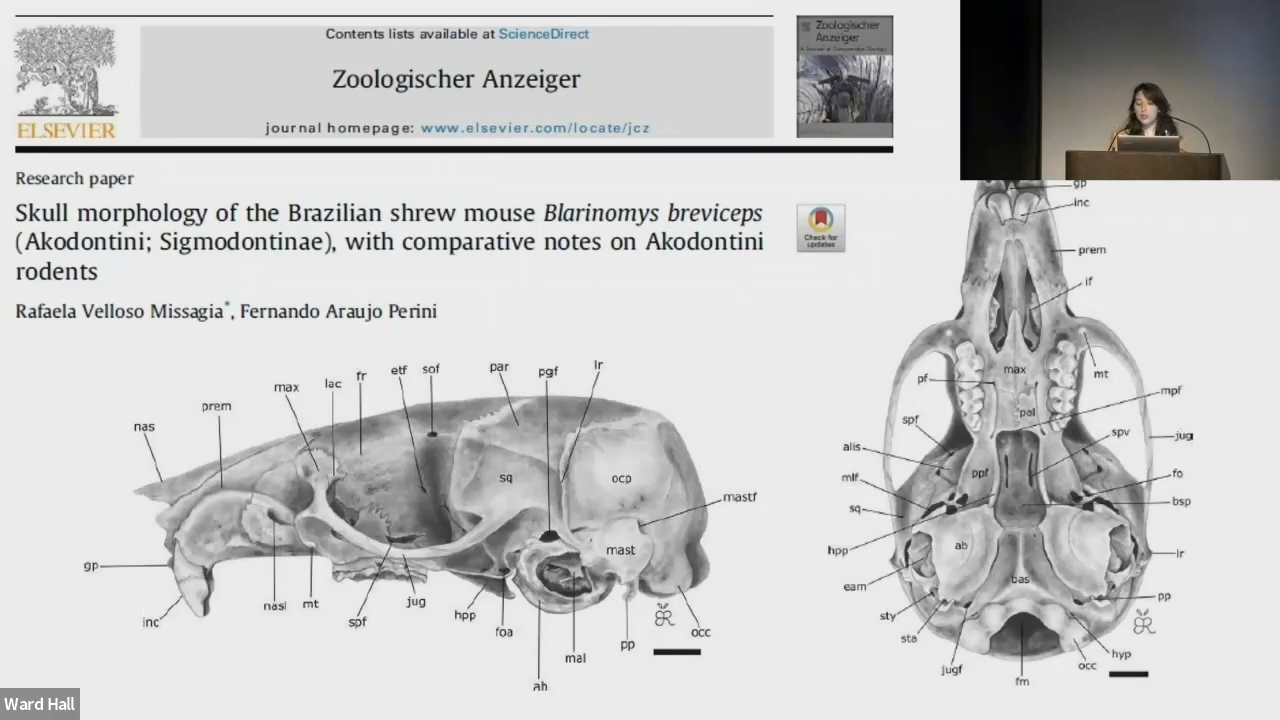 Contents lists available at ScienceDirect
Zoologischer Anzeiger
journal homepage: www.elsevier.com/locate/jcz
ELSEVIER
Zoologischer
Anzeiger
Research paper
Skull morphology of the Brazilian shrew mouse Blarinomys breviceps
(Akodontini; Sigmodontinae), with comparative notes on Akodontini
rodents
Check for
updates
Rafaela Velloso Missagia*, Fernando Araujo Perini
nas
prem
max
lac
fr
etf
sof
par
pgf
lr
sq
ocp
mastf
mast
gp
inc
nasl
mt
spf
jug
hpp
foa
ab
mal
pp
occ
gp
inc
prem
if
max
mt
pf
mpf
pal
spf
spv
jug
alis
ppf
fo
mlf
bsp
sq
hpp
ab
lr
eam
bas
pp
sty
sta
hyp
jugf
occ
fm
Ward Hall